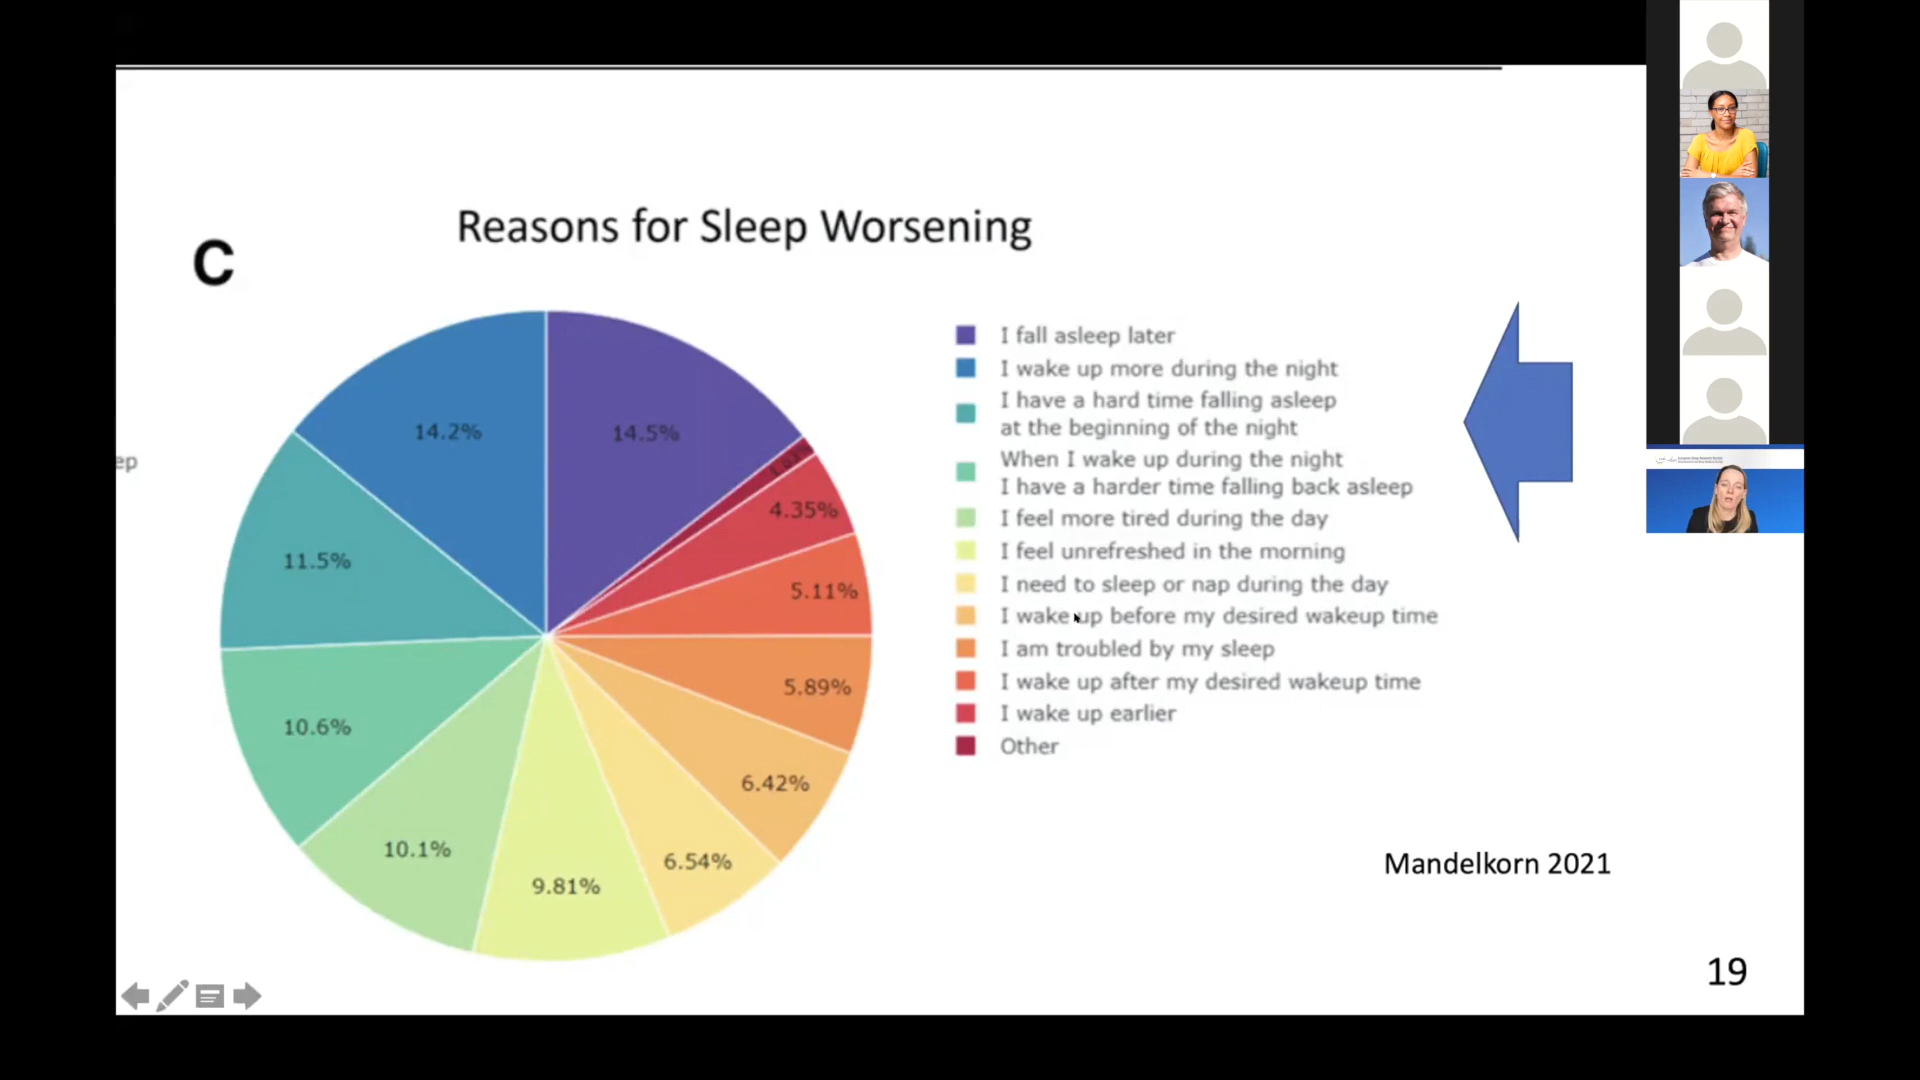 Reasons for Sleep Worsening
C
ep
14.2%
14.5%
4.35%
5.11%
5.89%
6.42%
6.54%
9.81%
10.1%
10.6%
11.5%
I fall asleep later
I wake up more during the night
I have a hard time falling asleep
at the beginning of the night
When I wake up during the night
I have a harder time falling back asleep
I feel more tired during the day
I feel unrefreshed in the morning
I need to sleep or nap during the day
I wake up before my desired wakeup time
I am troubled by my sleep
I wake up after my desired wakeup time
I wake up earlier
Other
Mandelkorn 2021
19